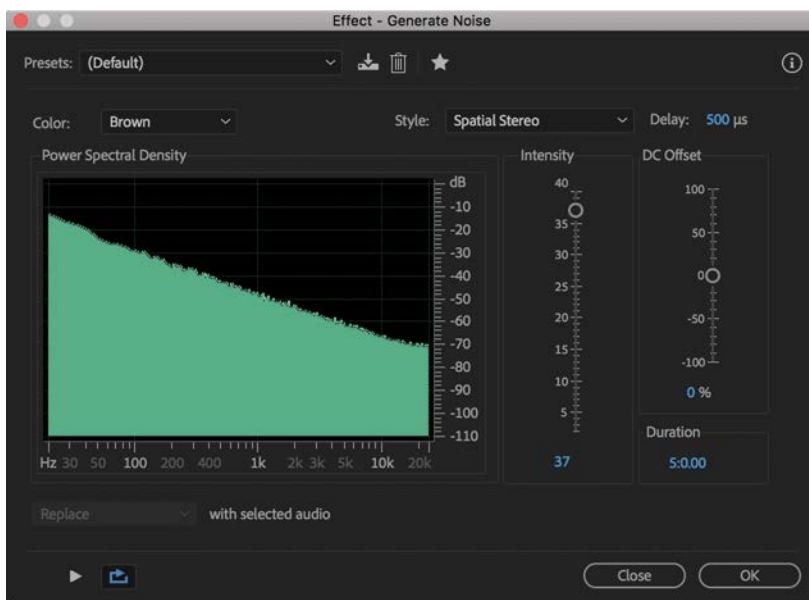 Effect - Generate Noise
Presets: (Default)
Color: Brown
Style: Spatial Stereo
Delay: 500 µs
Power Spectral Density
dB
-10
-20
-30
-40
-50
-60
-70
-80
-90
-100
-110
Hz 30 50 100 200 400 1k 2k 3k 5k 10k 20k
Intensity
40
35
30
25
20
15
10
5
37
DC Offset
100
50
0
-50
-100
0 %
Duration
5:0.00
Replace with selected audio
Close
OK